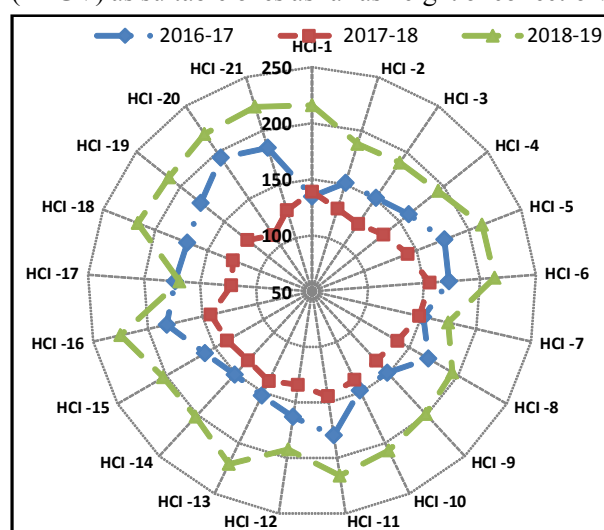 2016-17 2017-18 2018-19
HCI-1
250
HCI -2
HCI -21
200
HCI -3
HCI -20
150
HCI -4
HCI -19
100
HCI -5
HCI -18
50
HCI -6
HCI -17
HCI -7
HCI -16
HCI -8
HCI -15
HCI -9
HCI -14
HCI -10
HCI -13
HCI -11
HCI -12